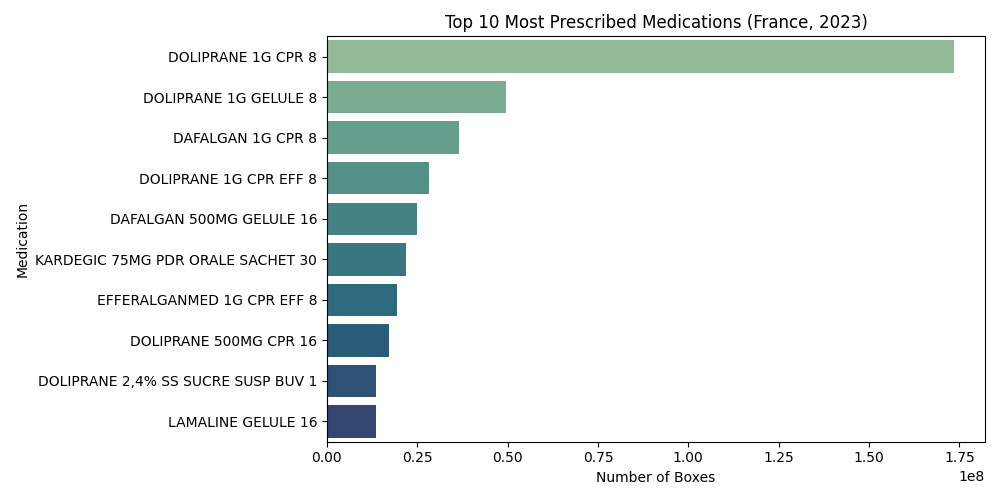 Top 10 Most Prescribed Medications (France, 2023)
DOLIPRANE 1G CPR 8
DOLIPRANE 1G GELULE 8
DAFALGAN 1G CPR 8
DOLIPRANE 1G CPR EFF 8
DAFALGAN 500MG GELULE 16
KARDEGIC 75MG PDR ORALE SACHET 30
EFFERALGANMED 1G CPR EFF 8
DOLIPRANE 500MG CPR 16
DOLIPRANE 2,4% SS SUCRE SUSP BUV 1
LAMALINE GELULE 16
Medication
0.00 0.25 0.50 0.75 1.00 1.25 1.50 1.75
1e8
Number of Boxes